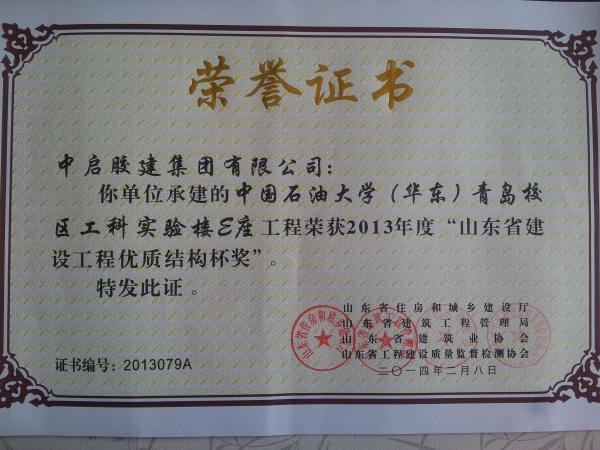 荣誉证书
中启胶建集团有限公司：
你单位承建的中国石油大学（华东）青岛校
区工科实验楼E座工程荣获2013年度“山东省建
设工程优质结构杯奖”。
特发此证。
山东省住房和城乡建设厅
山东省建筑工程管理局
山东省建筑业协会
山东省工程建设质量监督检测协会
证书编号：2013079A
二〇一四年二月八日